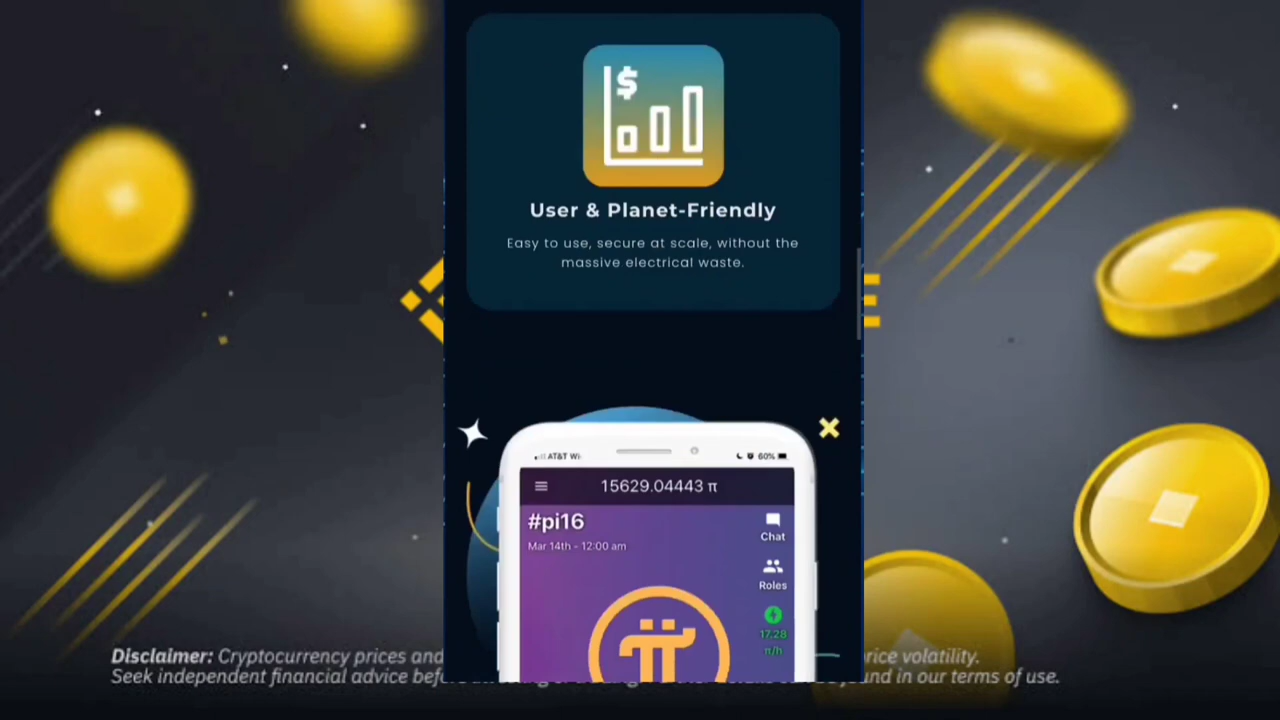 $
User & Planet-Friendly
Easy to use, secure at scale, without the
massive electrical waste.
E
AT&T Wi-
60%
15629.04443 π
#pi16
Mar 14th - 12:00 am
Chat
Roles
17.28
π/h
Disclaimer: Cryptocurrency prices and rice volatility.
Seek independent financial advice und in our terms of use.